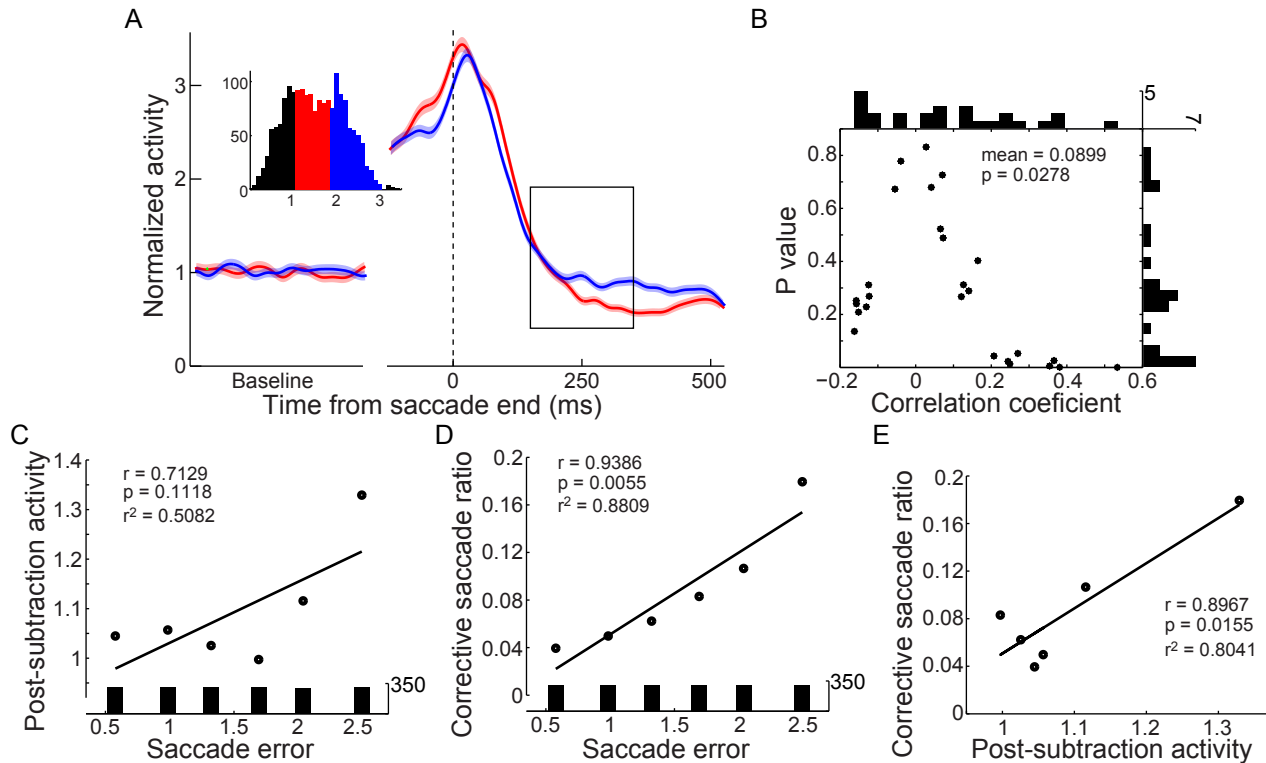 A
Normalized activity
3
2
1
0
100
50
0
1 2 3
Baseline
0 250 500
Time from saccade end (ms)
B
5
7
P value
0.8
0.6
0.4
0.2
mean = 0.0899
p = 0.0278
−0.2 0 0.2 0.4 0.6
Correlation coeficient
C
Post-subtraction activity
1.4
1.3
1.2
1.1
1
r = 0.7129
p = 0.1118
r² = 0.5082
350
0.5 1 1.5 2 2.5
Saccade error
D
Corrective saccade ratio
0.2
0.16
0.12
0.08
0.04
0
r = 0.9386
p = 0.0055
r² = 0.8809
350
0.5 1 1.5 2 2.5
Saccade error
E
Corrective saccade ratio
0.2
0.16
0.12
0.08
0.04
0
r = 0.8967
p = 0.0155
r² = 0.8041
1 1.1 1.2 1.3
Post-subtraction activity